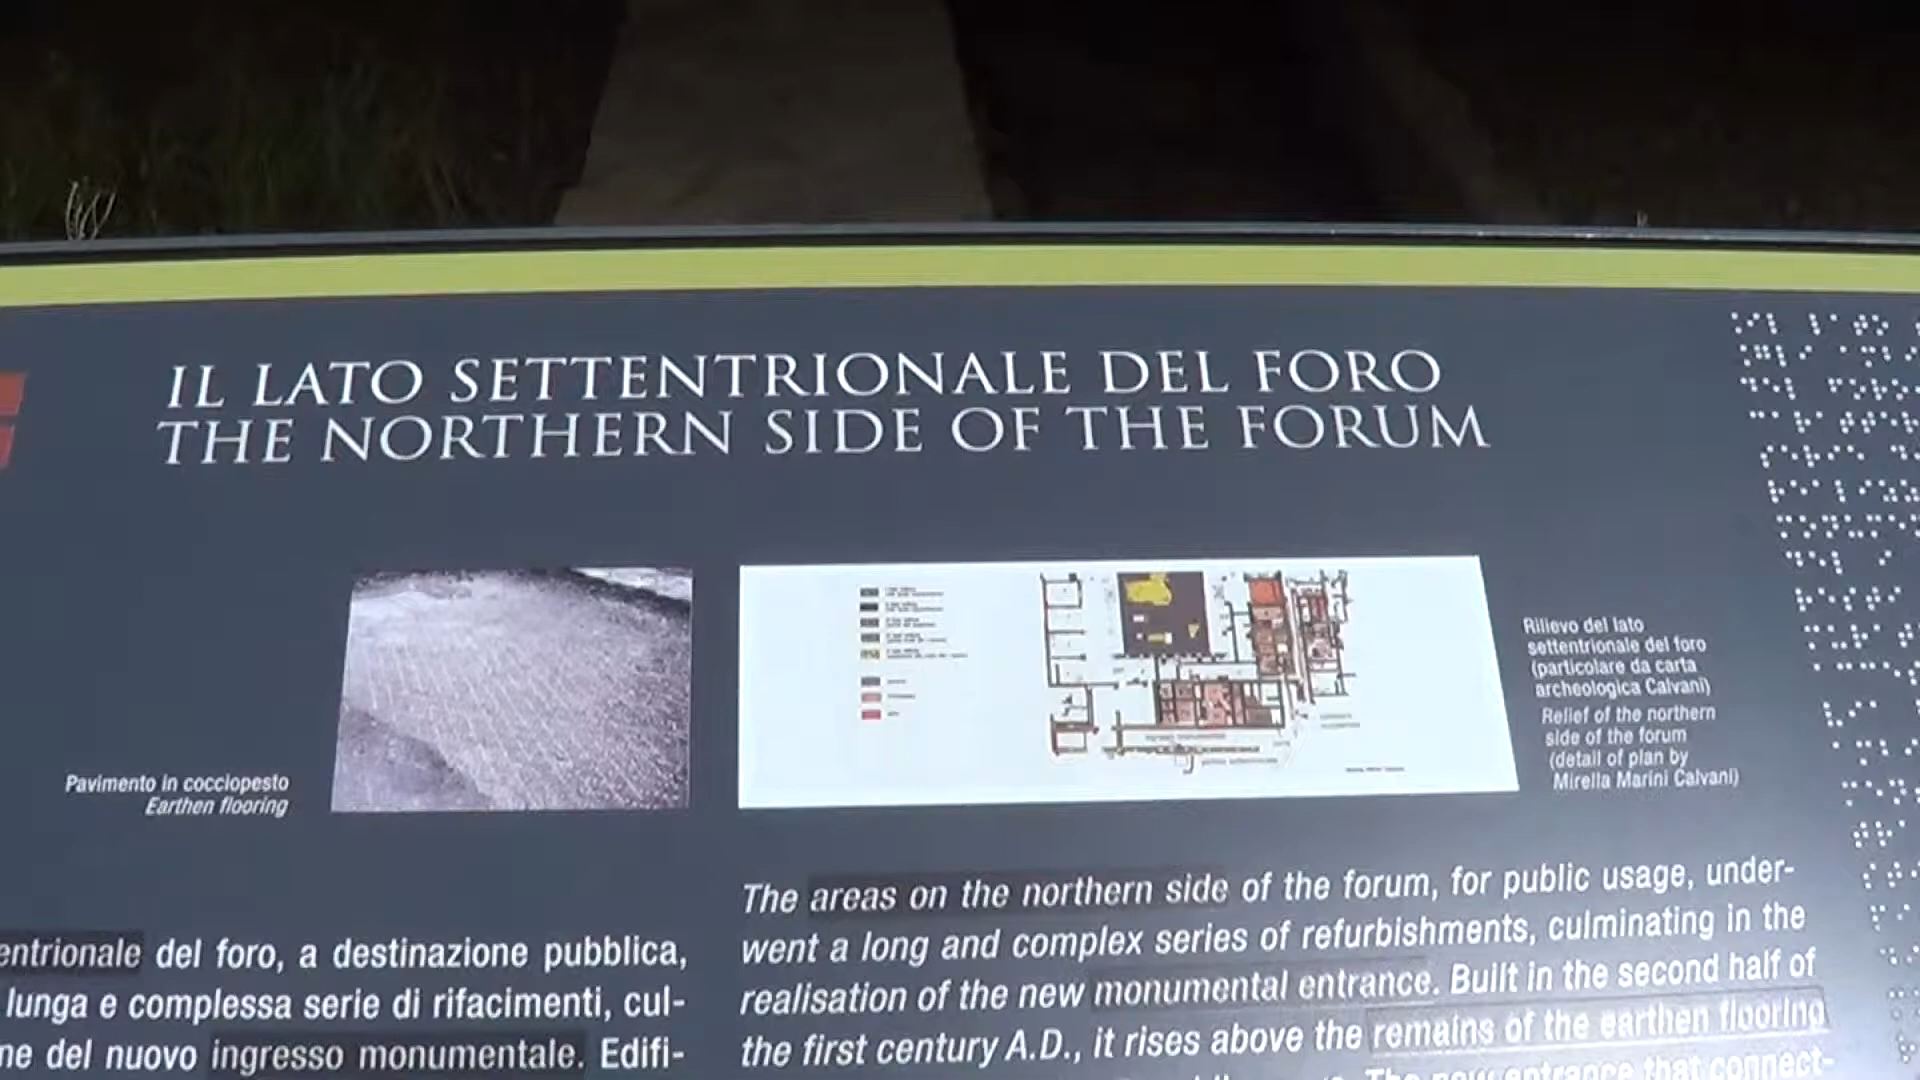 IL LATO SETTENTRIONALE DEL FORO
THE NORTHERN SIDE OF THE FORUM
Pavimento in cocciopesto
Earthen flooring
Rilievo del lato
settentrionale del foro
(particolare da carta
archeologica Calvani)
Relief of the northern
side of the forum
(detail of plan by
Mirella Marini Calvani)
entrionale del foro, a destinazione pubblica,
lunga e complessa serie di rifacimenti, cul-
ne del nuovo ingresso monumentale. Edifi-
The areas on the northern side of the forum, for public usage, under-
went a long and complex series of refurbishments, culminating in the
realisation of the new monumental entrance. Built in the second half of
the first century A.D., it rises above the remains of the earthen flooring
The new entrance that connect-